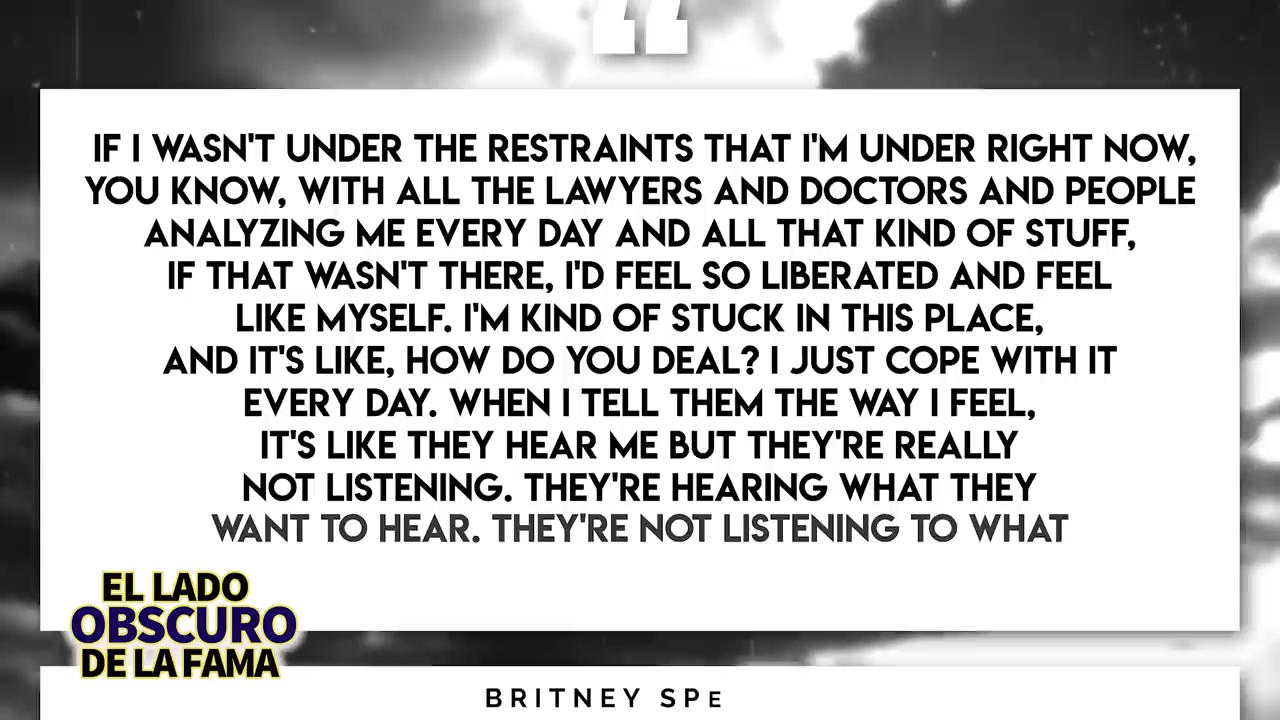 “
IF I WASN'T UNDER THE RESTRAINTS THAT I'M UNDER RIGHT NOW,
YOU KNOW, WITH ALL THE LAWYERS AND DOCTORS AND PEOPLE
ANALYZING ME EVERY DAY AND ALL THAT KIND OF STUFF,
IF THAT WASN'T THERE, I'D FEEL SO LIBERATED AND FEEL
LIKE MYSELF. I'M KIND OF STUCK IN THIS PLACE,
AND IT'S LIKE, HOW DO YOU DEAL? I JUST COPE WITH IT
EVERY DAY. WHEN I TELL THEM THE WAY I FEEL,
IT'S LIKE THEY HEAR ME BUT THEY'RE REALLY
NOT LISTENING. THEY'RE HEARING WHAT THEY
WANT TO HEAR. THEY'RE NOT LISTENING TO WHAT
EL LADO
OBSCURO
DE LA FAMA
BRITNEY SPE